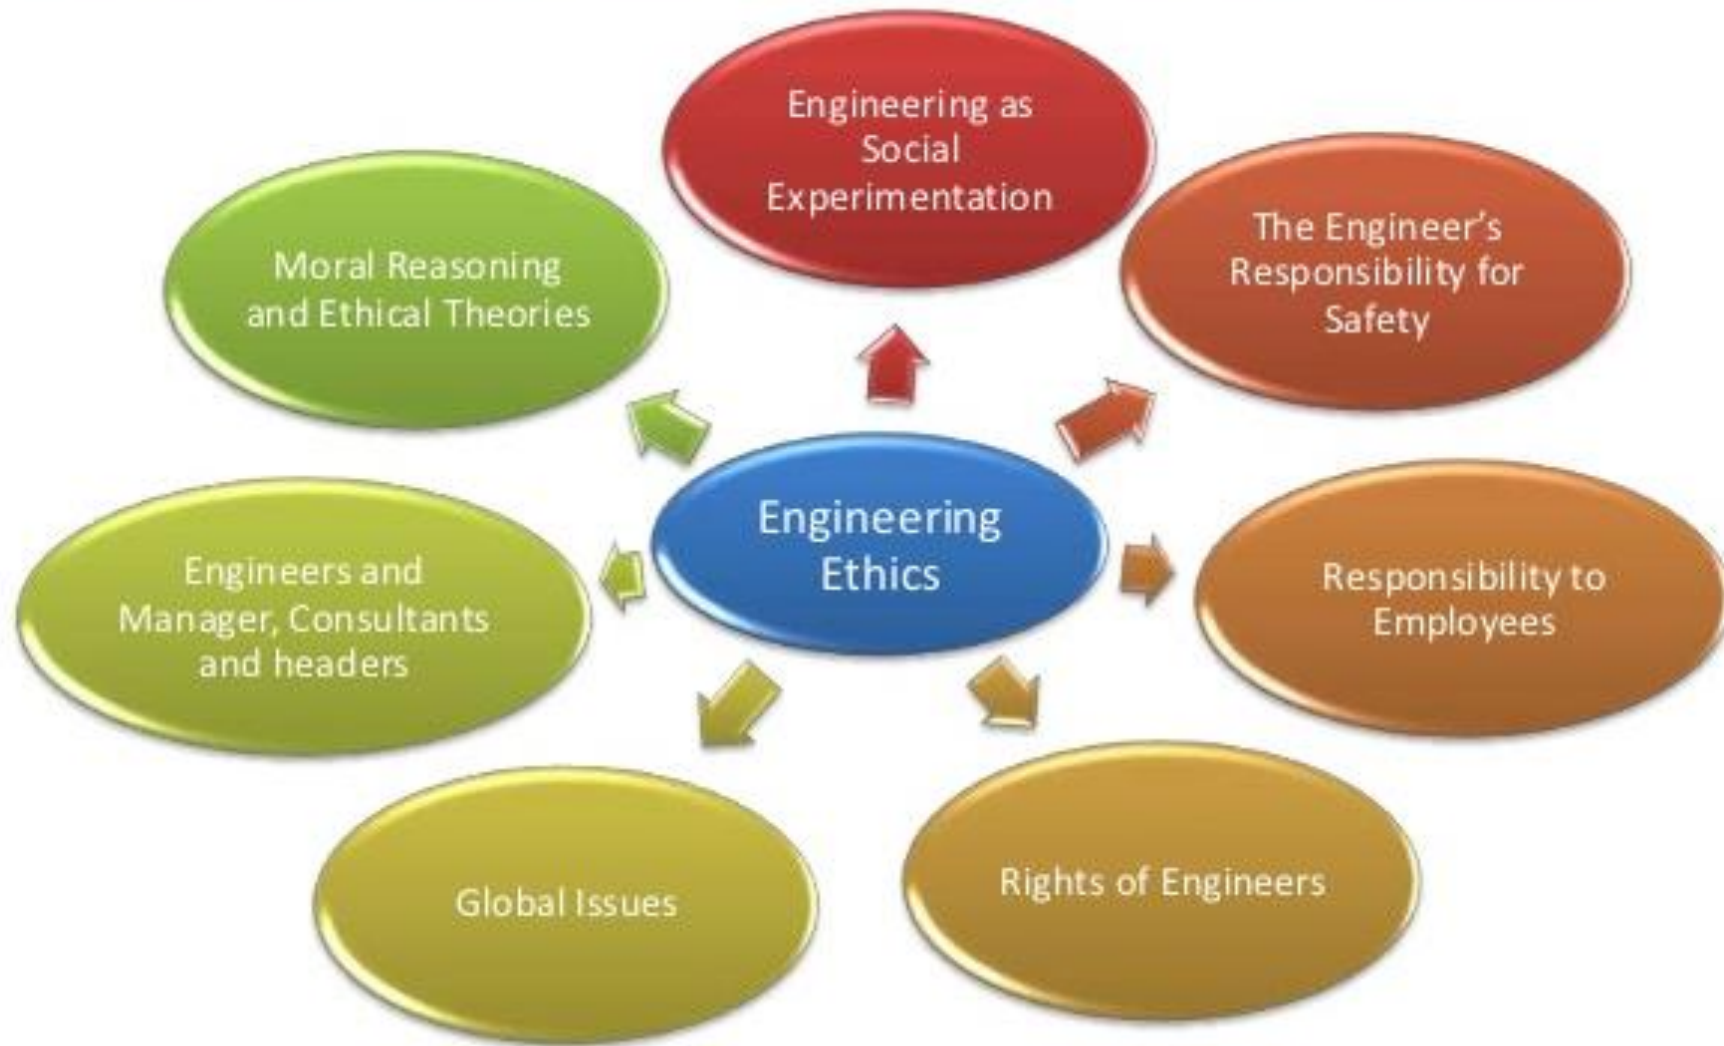 Engineering as
Social
Experimentation
The Engineer’s
Responsibility for
Safety
Moral Reasoning
and Ethical Theories
Engineering
Ethics
Engineers and
Manager, Consultants
and headers
Responsibility to
Employees
Global Issues
Rights of Engineers